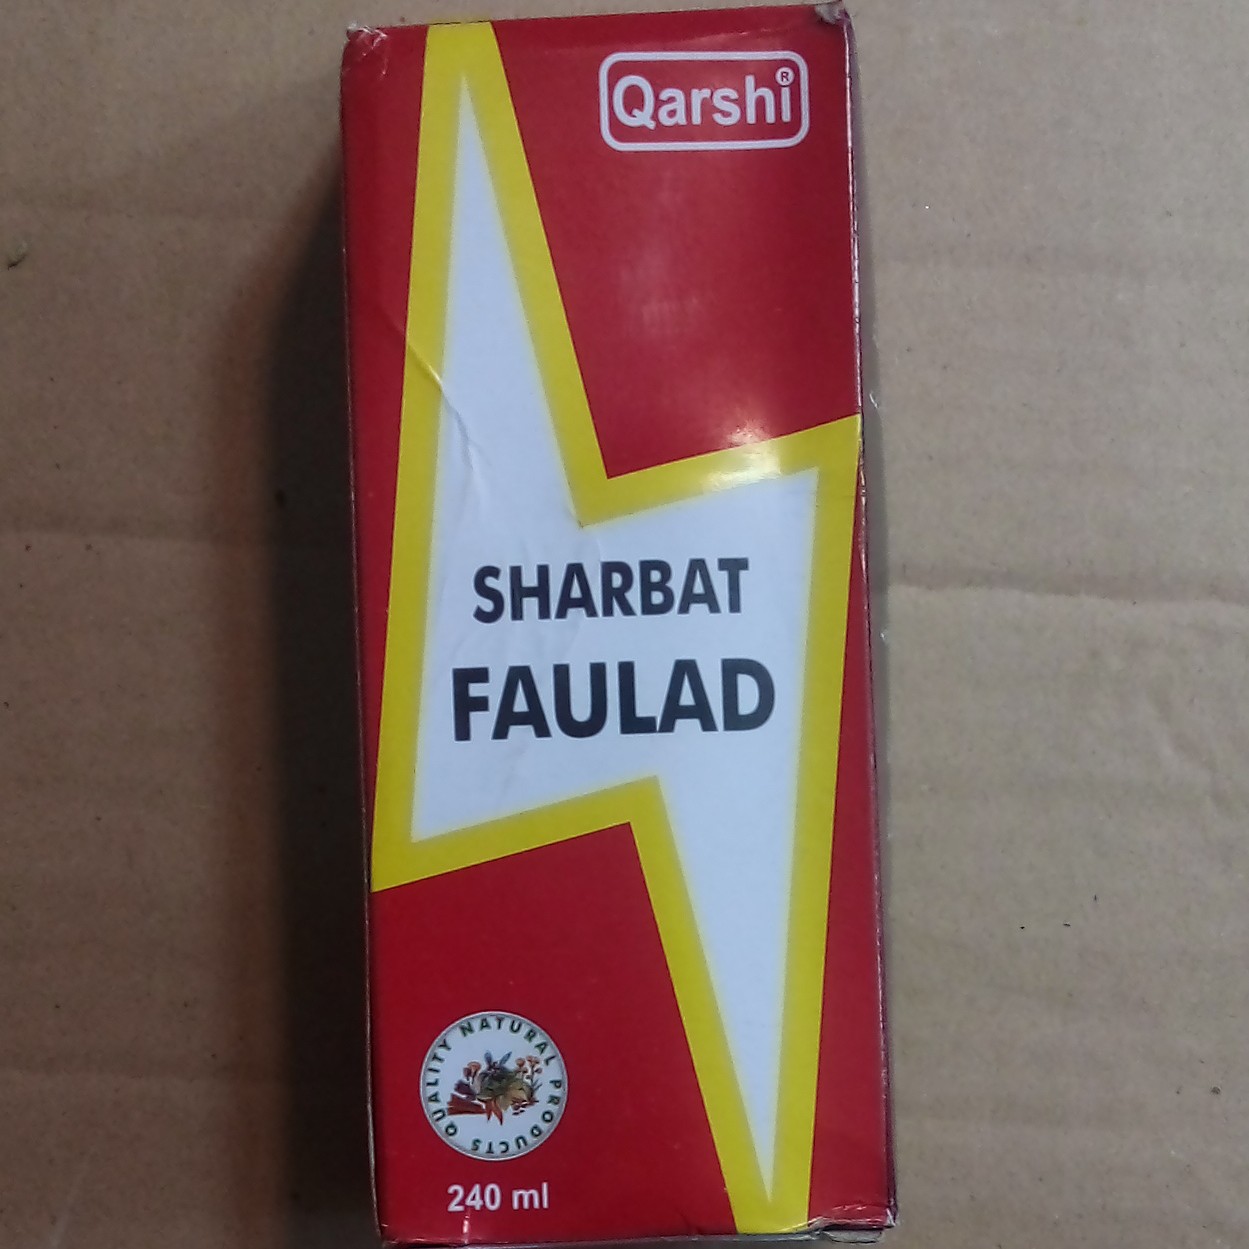 Qarshi®
SHARBAT
FAULAD
QUALITY NATURAL PRODUCTS
240 ml